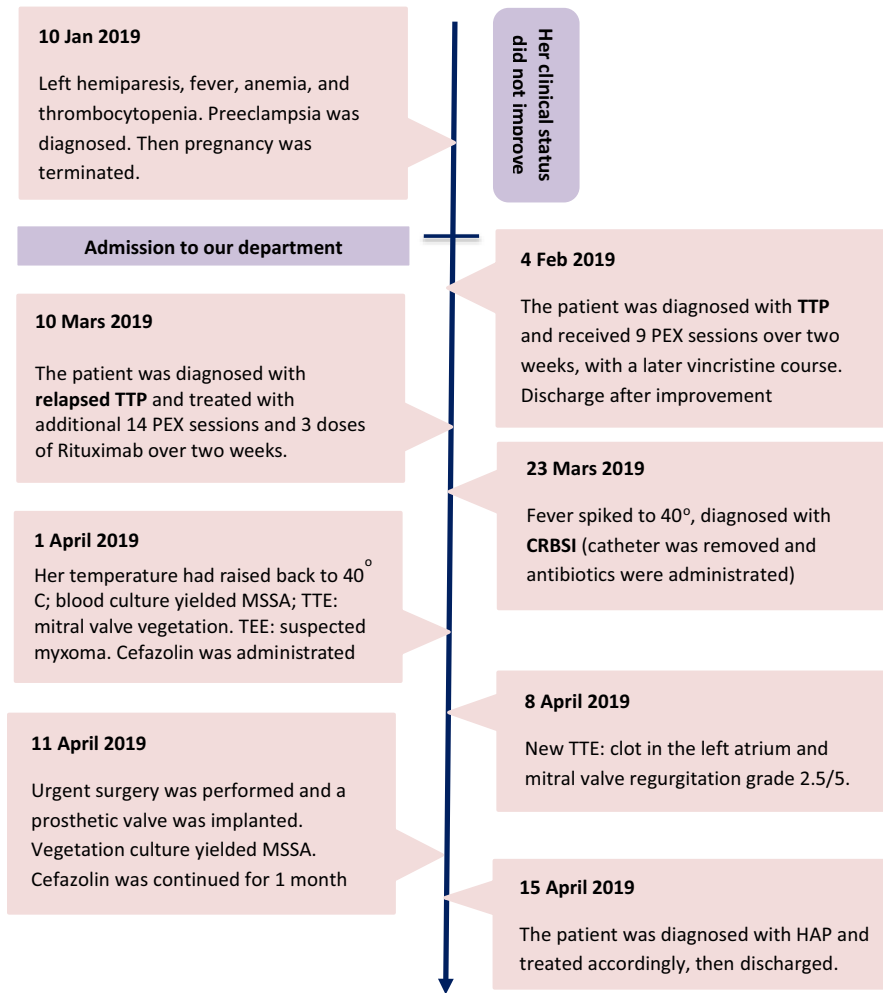 10 Jan 2019
Left hemiparesis, fever, anemia, and
thrombocytopenia. Preeclampsia was
diagnosed. Then pregnancy was
terminated.
Her clinical status
did not improve
Admission to our department
4 Feb 2019
The patient was diagnosed with TTP
and received 9 PEX sessions over two
weeks, with a later vincristine course.
Discharge after improvement
10 Mars 2019
The patient was diagnosed with
relapsed TTP and treated with
additional 14 PEX sessions and 3 doses
of Rituximab over two weeks.
23 Mars 2019
Fever spiked to 40°, diagnosed with
CRBSI (catheter was removed and
antibiotics were administrated)
1 April 2019
Her temperature had raised back to 40°
C; blood culture yielded MSSA; TTE:
mitral valve vegetation. TEE: suspected
myxoma. Cefazolin was administrated
8 April 2019
New TTE: clot in the left atrium and
mitral valve regurgitation grade 2.5/5.
11 April 2019
Urgent surgery was performed and a
prosthetic valve was implanted.
Vegetation culture yielded MSSA.
Cefazolin was continued for 1 month
15 April 2019
The patient was diagnosed with HAP and
treated accordingly, then discharged.